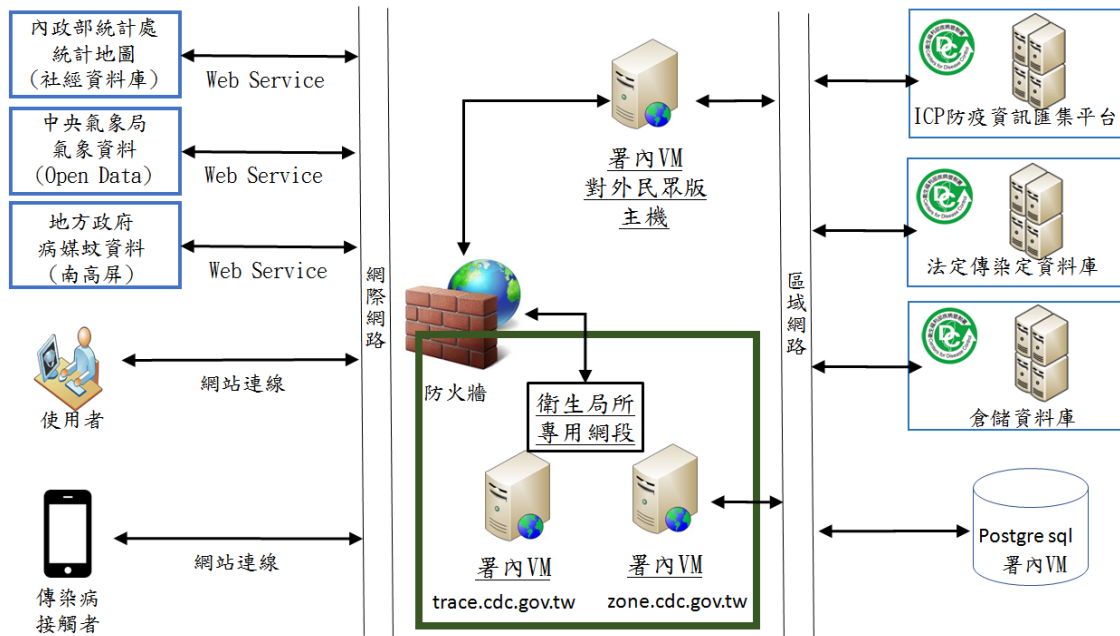 內政部統計處
統計地圖
(社經資料庫)
Web Service
中央氣象局
氣象資料
(Open Data)
Web Service
地方政府
病媒蚊資料
(南高屏)
Web Service
使用者
網站連線
傳染病
接觸者
網站連線
網際網路
防火牆
署內VM
對外民眾版
主機
衛生局所
專用網段
署內VM
trace.cdc.gov.tw
署內VM
zone.cdc.gov.tw
區域網路
ICP防疫資訊匯集平台
法定傳染定資料庫
倉儲資料庫
Postgre sql
署內VM